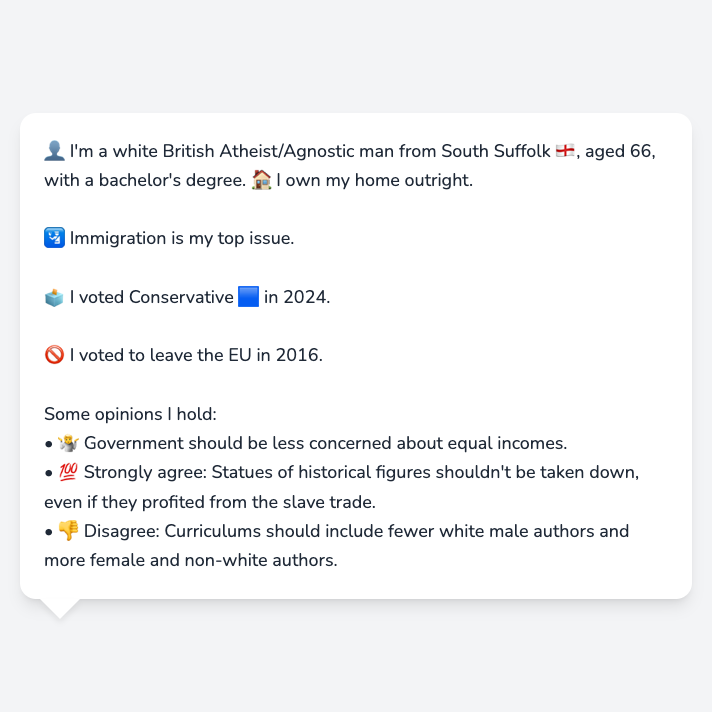 👤 I'm a white British Atheist/Agnostic man from South Suffolk 🏴󠁧󠁢󠁥󠁮󠁧󠁿, aged 66,
with a bachelor's degree. 🏠 I own my home outright.
🛂 Immigration is my top issue.
🗳️ I voted Conservative 🟦 in 2024.
🚫 I voted to leave the EU in 2016.
Some opinions I hold:
• 🤷 Government should be less concerned about equal incomes.
• 💯 Strongly agree: Statues of historical figures shouldn't be taken down,
even if they profited from the slave trade.
• 👎 Disagree: Curriculums should include fewer white male authors and
more female and non-white authors.